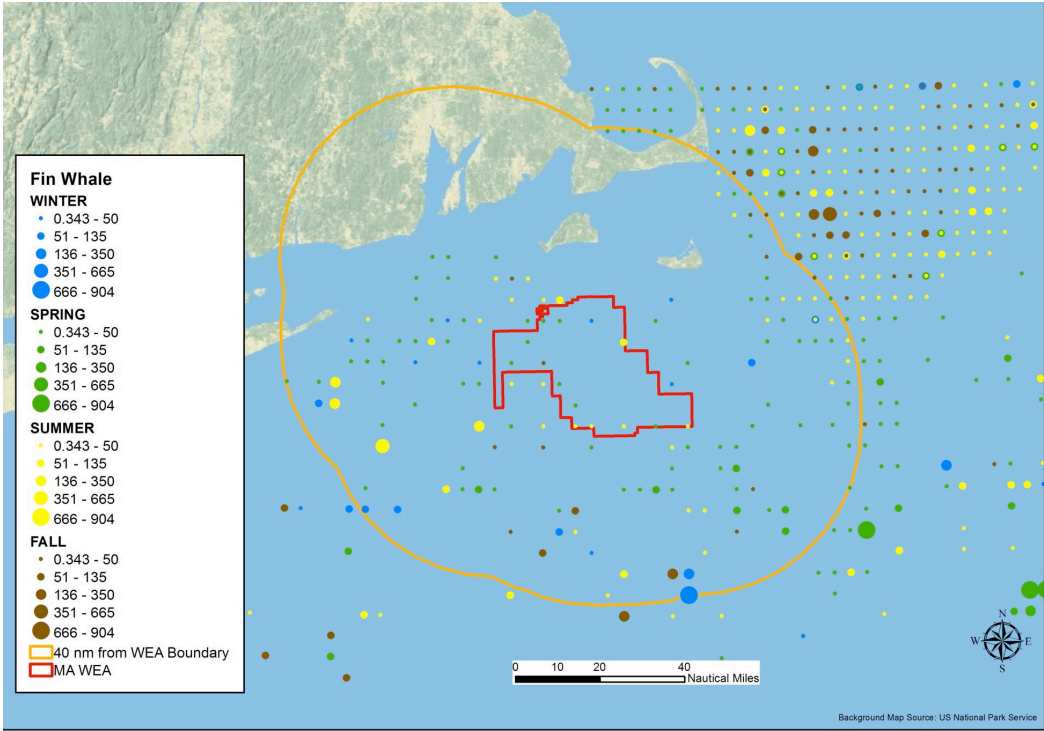 Fin Whale
WINTER
0.343 - 50
51 - 135
136 - 350
351 - 665
666 - 904
SPRING
0.343 - 50
51 - 135
136 - 350
351 - 665
666 - 904
SUMMER
0.343 - 50
51 - 135
136 - 350
351 - 665
666 - 904
FALL
0.343 - 50
51 - 135
136 - 350
351 - 665
666 - 904
40 nm from WEA Boundary
MA WEA
0 10 20 40
Nautical Miles
N
W E
S
Background Map Source: US National Park Service